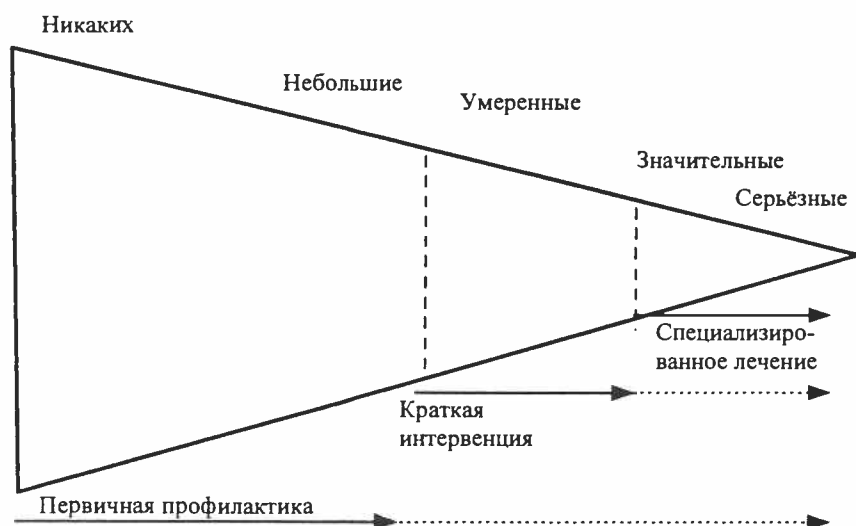 Никаких
Небольшие
Умеренные
Значительные
Серьёзные
Специализиро-
ванное лечение
Краткая
интервенция
Первичная профилактика